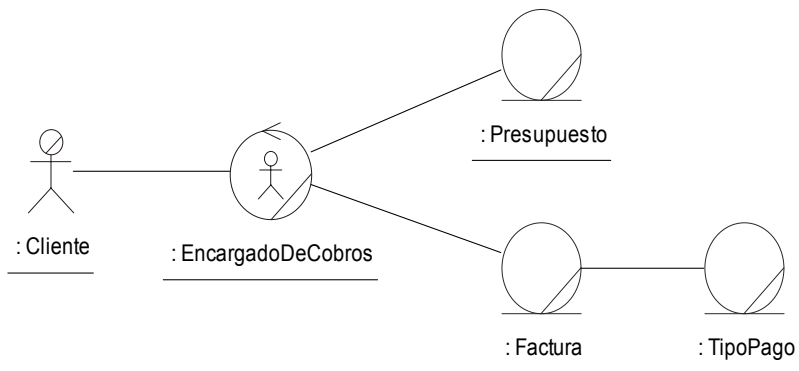 : Presupuesto
: Cliente
: EncargadoDeCobros
: Factura
: TipoPago